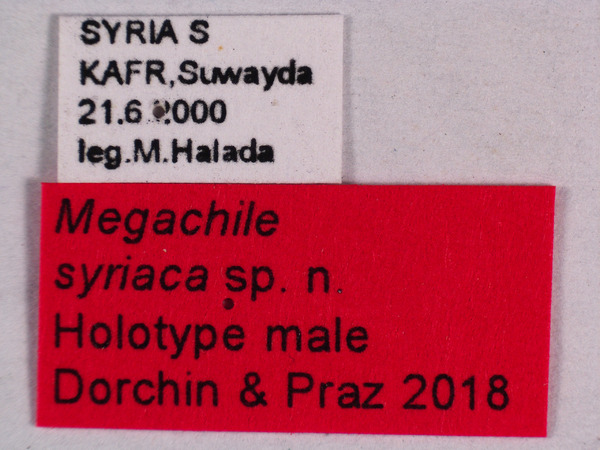 SYRIA S
KAFR,Suwayda
21.6.2000
leg.M.Halada
Megachile
syriaca sp. n.
Holotype male
Dorchin & Praz 2018